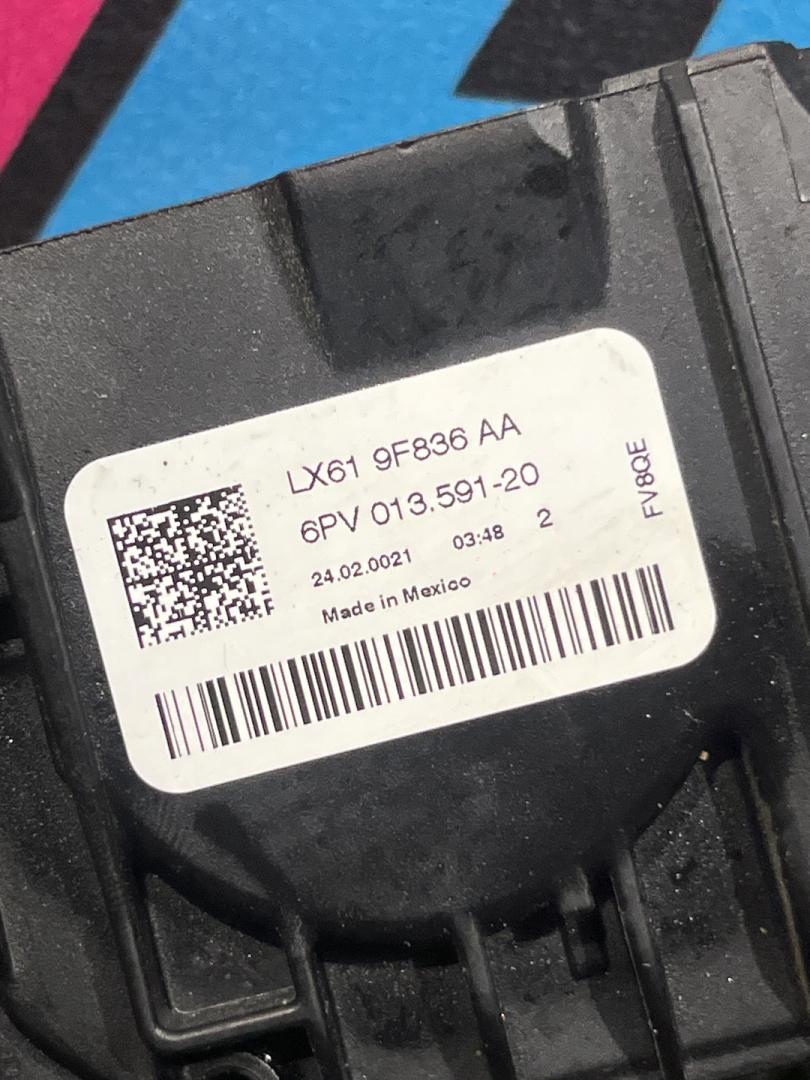 LX61 9F836 AA
6PV 013.591-20
24.02.0021 03:48 2
Made in Mexico
FV8QE